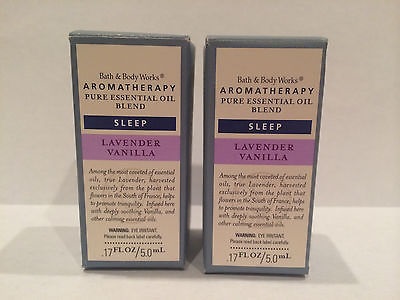 Bath & Body Works®
AROMATHERAPY
PURE ESSENTIAL OIL
BLEND
SLEEP
LAVENDER
VANILLA
Among the most coveted of essential
oils, true Lavender, harvested
exclusively from the plant that
flowers in the South of France, helps
to promote tranquility. Infused here
with deeply soothing Vanilla, and
other calming essential oils.
WARNING: EYE IRRITANT.
Please read back label carefully.
.17 FL OZ/5.0 mL
Bath & Body Works®
AROMATHERAPY
PURE ESSENTIAL OIL
BLEND
SLEEP
LAVENDER
VANILLA
Among the most coveted of essential
oils, true Lavender, harvested
exclusively from the plant that
flowers in the South of France, helps
to promote tranquility. Infused here
with deeply soothing Vanilla, and
other calming essential oils.
WARNING: EYE IRRITANT.
Please read back label carefully.
.17 FL OZ/5.0 mL